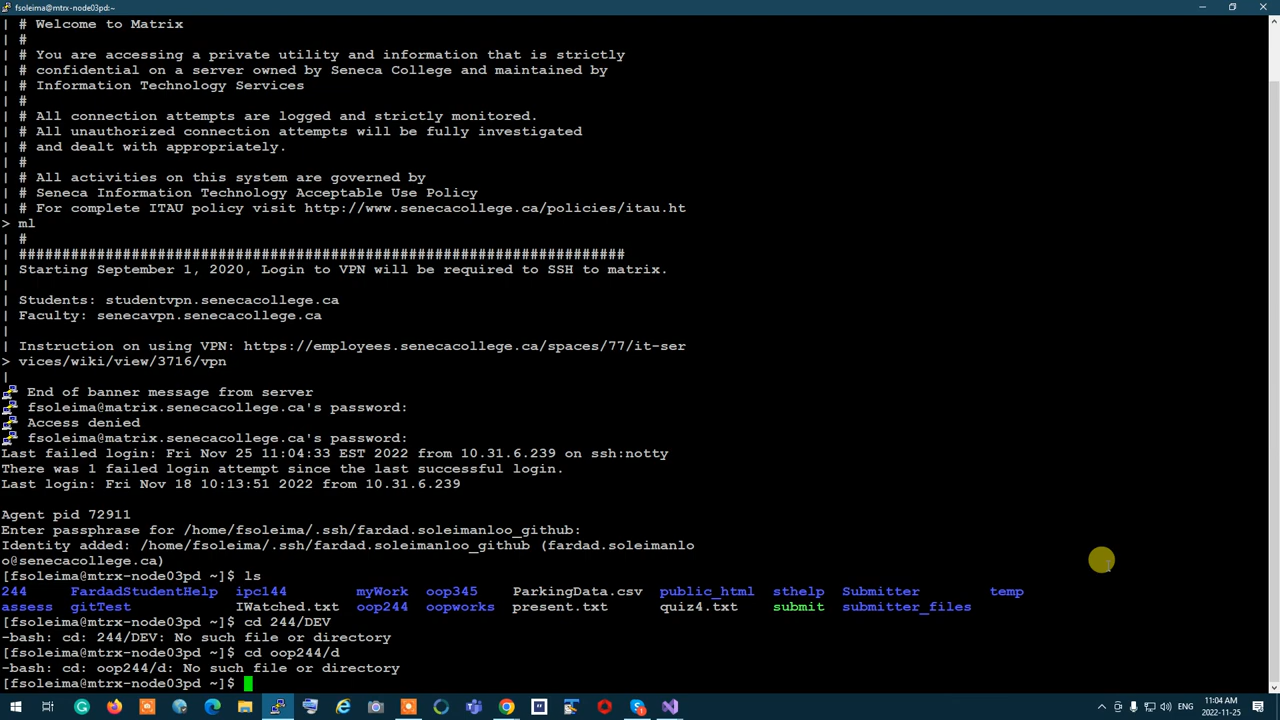 fsoleima@mtrx-node03pd:~
| # Welcome to Matrix
| #
| # You are accessing a private utility and information that is strictly
| # confidential on a server owned by Seneca College and maintained by
| # Information Technology Services
| #
| # All connection attempts are logged and strictly monitored.
| # All unauthorized connection attempts will be fully investigated
| # and dealt with appropriately.
| #
| # All activities on this system are governed by
| # Seneca Information Technology Acceptable Use Policy
| # For complete ITAU policy visit http://www.senecacollege.ca/policies/itau.ht
> ml
| #
| ######################################################################
| Starting September 1, 2020, Login to VPN will be required to SSH to matrix.
|
| Students: studentvpn.senecacollege.ca
| Faculty: senecavpn.senecacollege.ca
|
| Instruction on using VPN: https://employees.senecacollege.ca/spaces/77/it-ser
> vices/wiki/view/3716/vpn
|
End of banner message from server
fsoleima@matrix.senecacollege.ca's password:
Access denied
fsoleima@matrix.senecacollege.ca's password:
Last failed login: Fri Nov 25 11:04:33 EST 2022 from 10.31.6.239 on ssh:notty
There was 1 failed login attempt since the last successful login.
Last login: Fri Nov 18 10:13:51 2022 from 10.31.6.239
Agent pid 72911
Enter passphrase for /home/fsoleima/.ssh/fardad.soleimanloo_github:
Identity added: /home/fsoleima/.ssh/fardad.soleimanloo_github (fardad.soleimanlo
o@senecacollege.ca)
[fsoleima@mtrx-node03pd ~]$ ls
244 FardadStudentHelp ipc144 myWork oop345 ParkingData.csv public_html sthelp Submitter temp
assess gitTest IWatched.txt oop244 oopworks present.txt quiz4.txt submit submitter_files
[fsoleima@mtrx-node03pd ~]$ cd 244/DEV
-bash: cd: 244/DEV: No such file or directory
[fsoleima@mtrx-node03pd ~]$ cd oop244/d
-bash: cd: oop244/d: No such file or directory
[fsoleima@mtrx-node03pd ~]$
ENG
11:04 AM
2022-11-25